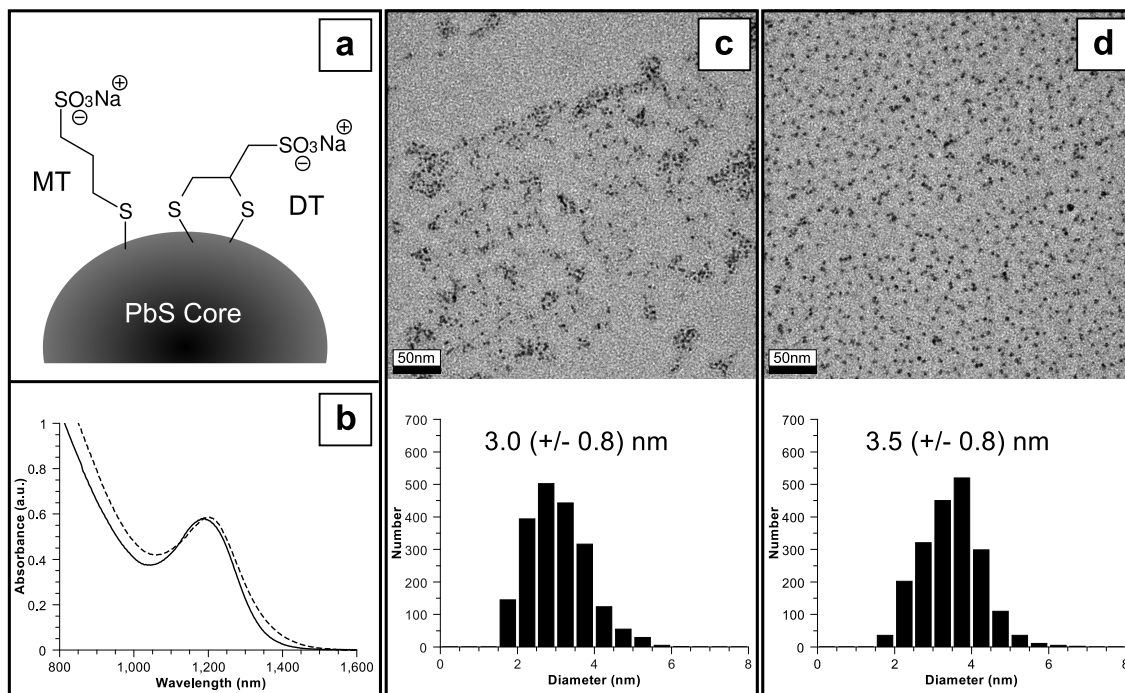 a
SO3Na
⊕
⊖
MT
S
SO3Na
⊕
⊖
S
S
DT
PbS Core
b
1
0.8
0.6
0.4
0.2
0
800
1,000
1,200
1,400
1,600
Absorbance (a.u.)
Wavelength (nm)
c
50nm
3.0 (+/- 0.8) nm
700
600
500
400
300
200
100
0
0
2
4
6
8
Number
Diameter (nm)
d
50nm
3.5 (+/- 0.8) nm
700
600
500
400
300
200
100
0
0
2
4
6
8
Number
Diameter (nm)